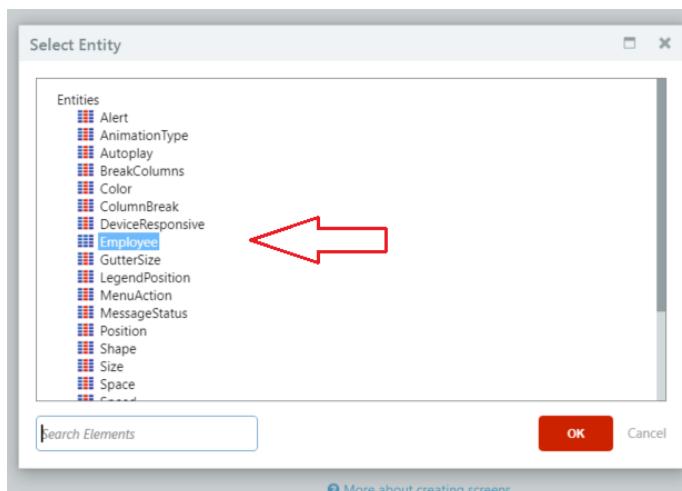 Select Entity
Entities
Alert
AnimationType
Autoplay
BreakColumns
Color
ColumnBreak
DeviceResponsive
Employee
GutterSize
LegendPosition
MenuAction
MessageStatus
Position
Shape
Size
Space
Search Elements
OK
Cancel
More about creating screens